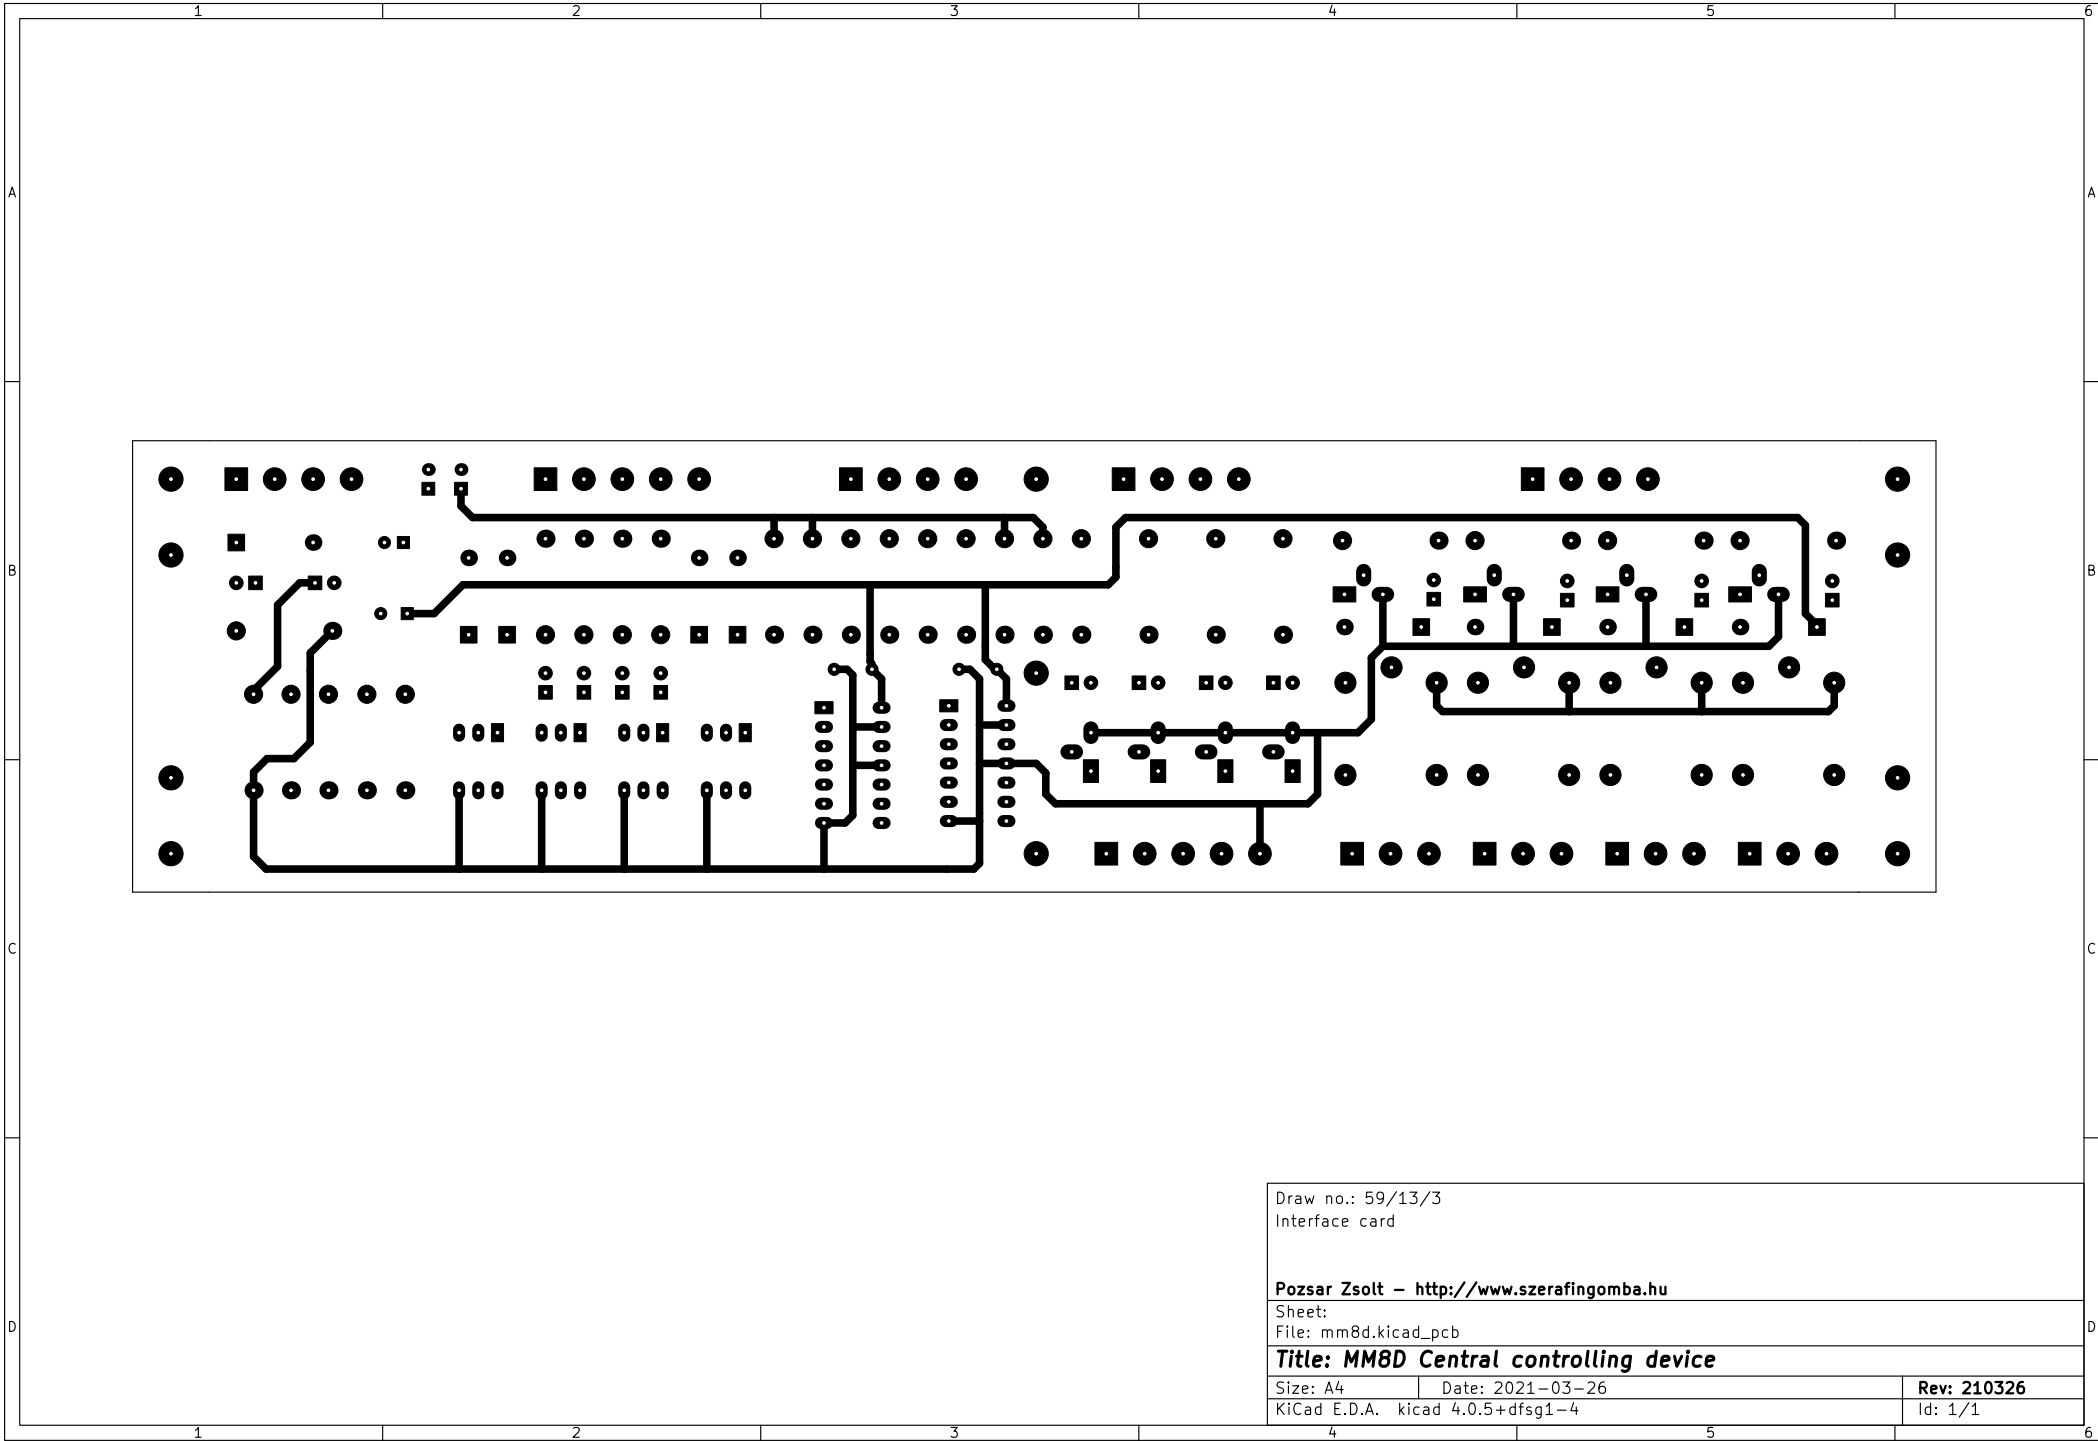 1 2 3 4 5 6
A A
B B
C C
D D
Draw no.: 59/13/3
Interface card
Pozsar Zsolt – http://www.szerafingomba.hu
Sheet:
File: mm8d.kicad_pcb
Title: MM8D Central controlling device
Size: A4 Date: 2021-03-26 Rev: 210326
KiCad E.D.A. kicad 4.0.5+dfsg1-4 Id: 1/1
1 2 3 4 5 6